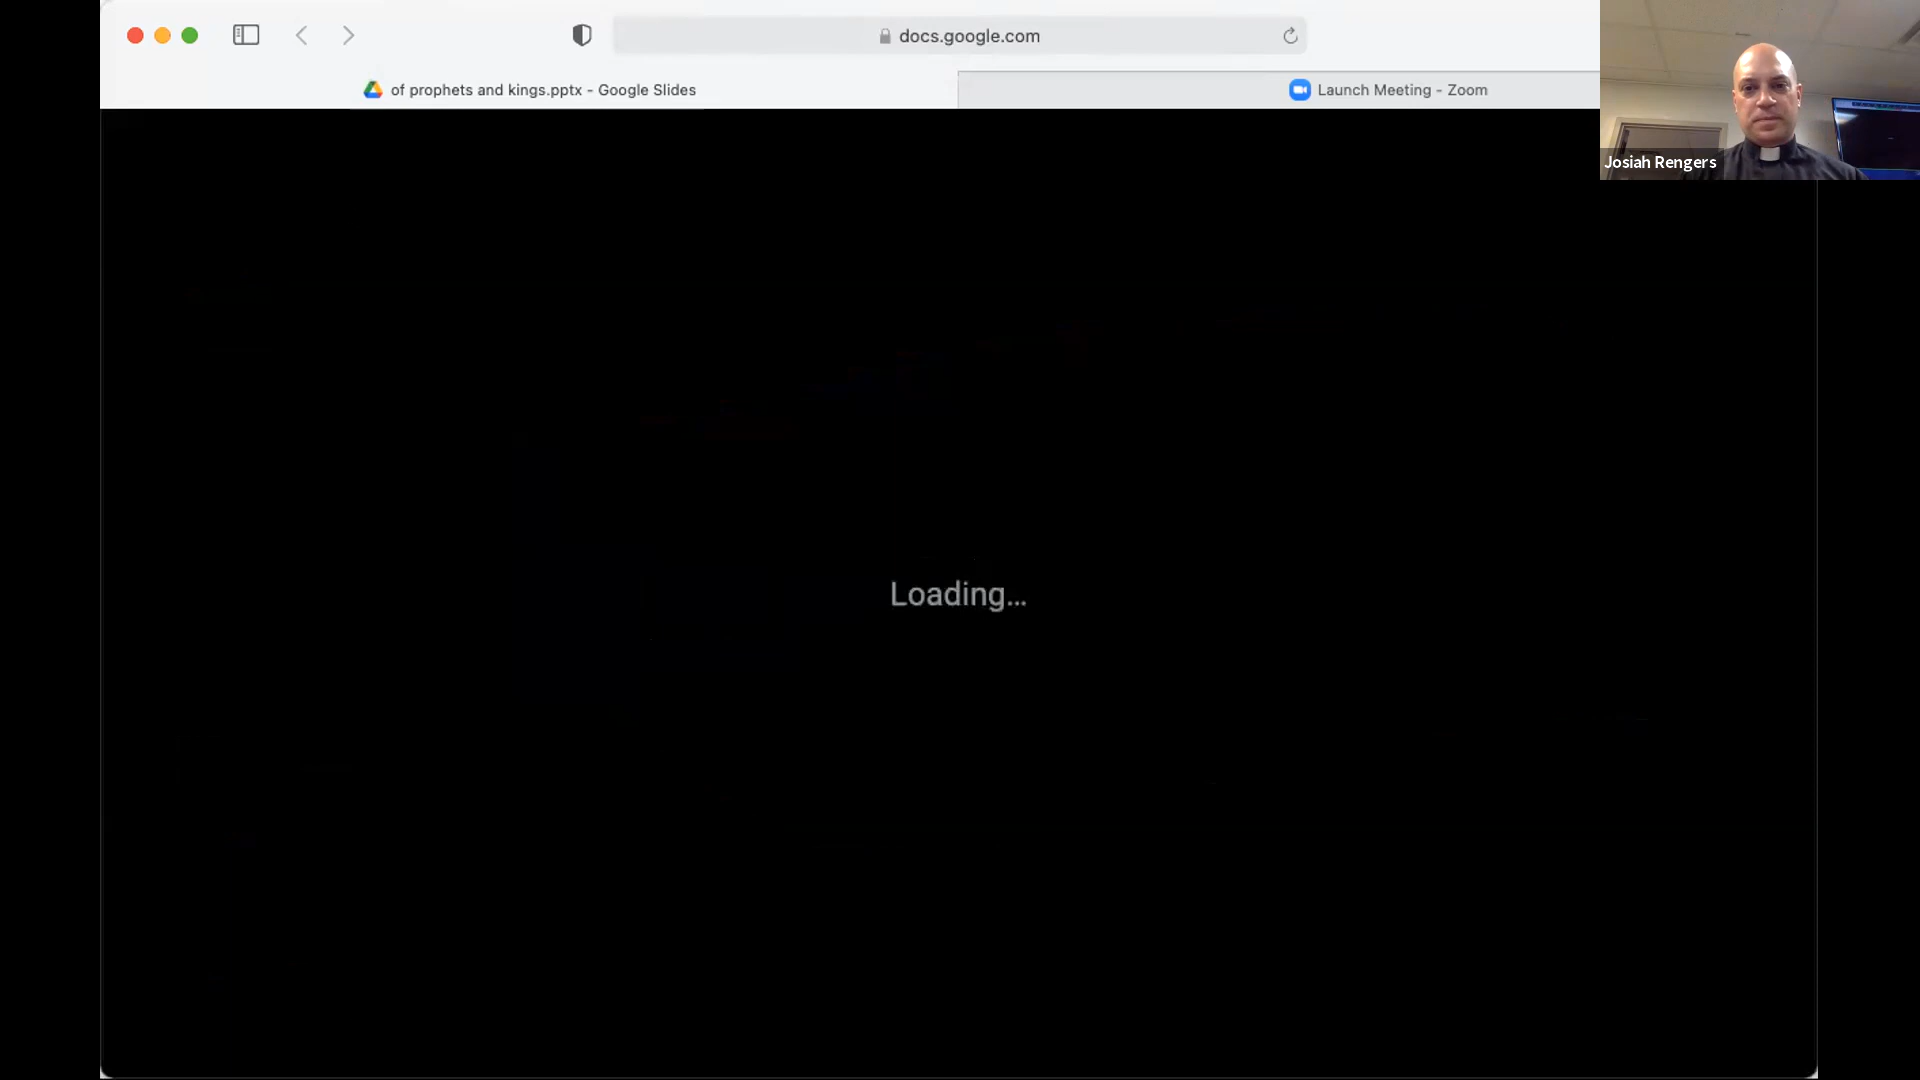 docs.google.com
of prophets and kings.pptx - Google Slides
Launch Meeting - Zoom
Josiah Rengers
Loading...